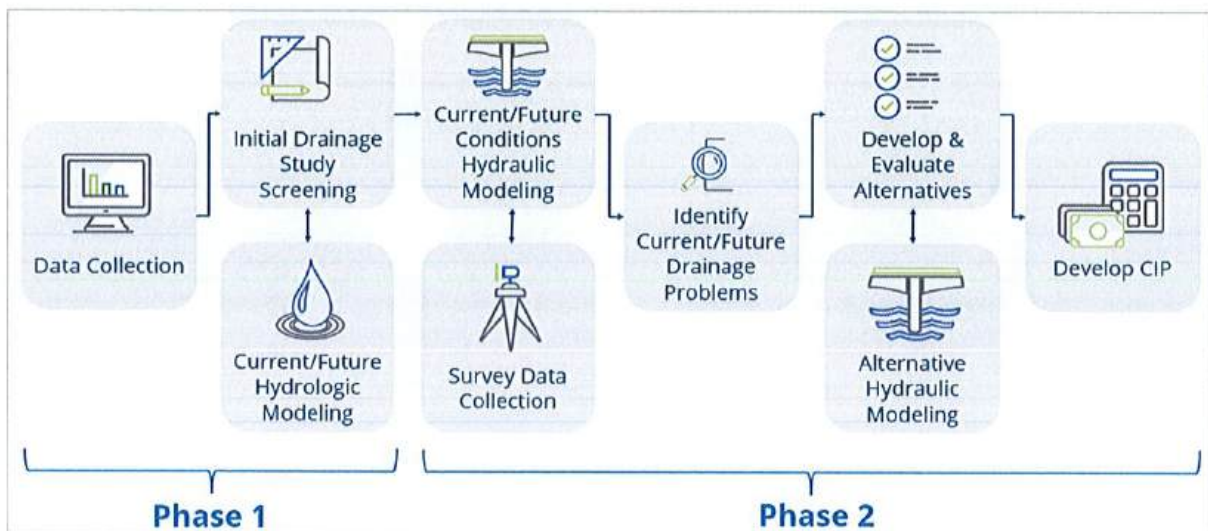 Data Collection
Initial Drainage
Study
Screening
Current/Future
Hydrologic
Modeling
Current/Future
Conditions
Hydraulic
Modeling
Survey Data
Collection
Identify
Current/Future
Drainage
Problems
Develop &
Evaluate
Alternatives
Alternative
Hydraulic
Modeling
Develop CIP
Phase 1
Phase 2